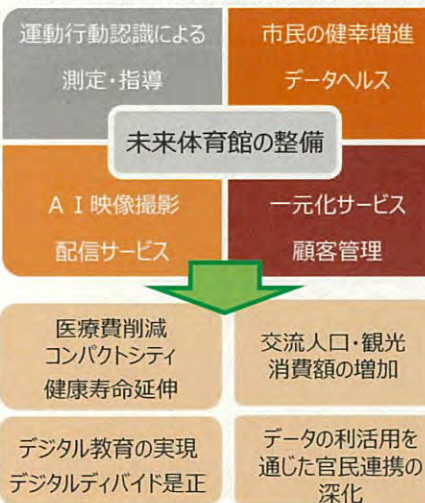 運動行動認識による
測定・指導
市民の健幸増進
データヘルス
未来体育館の整備
AI映像撮影
配信サービス
一元化サービス
顧客管理
医療費削減
コンパクトシティ
健康寿命延伸
交流人口・観光
消費額の増加
デジタル教育の実現
デジタルディバイド是正
データの利活用を
通じた官民連携の
深化